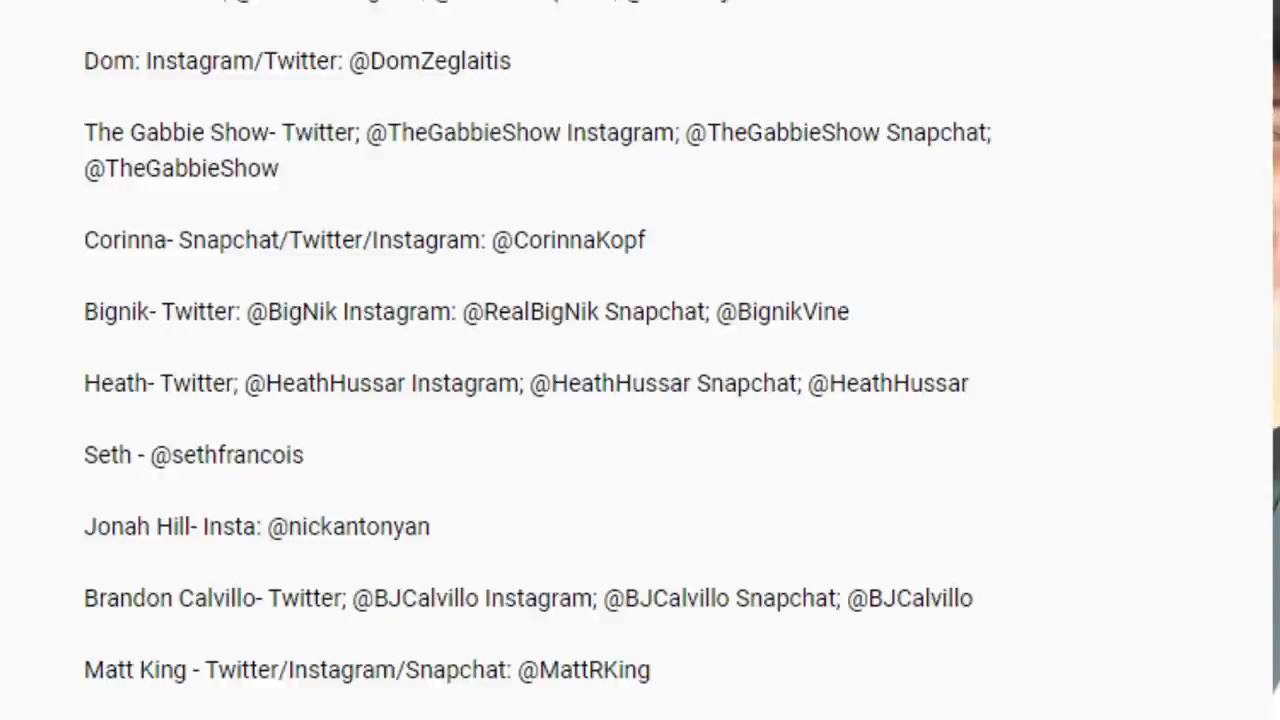 Dom: Instagram/Twitter: @DomZeglaitis
The Gabbie Show- Twitter; @TheGabbieShow Instagram; @TheGabbieShow Snapchat;
@TheGabbieShow
Corinna- Snapchat/Twitter/Instagram: @CorinnaKopf
Bignik- Twitter: @BigNik Instagram: @RealBigNik Snapchat; @BignikVine
Heath- Twitter; @HeathHussar Instagram; @HeathHussar Snapchat; @HeathHussar
Seth - @sethfrancois
Jonah Hill- Insta: @nickantonyan
Brandon Calvillo- Twitter; @BJCalvillo Instagram; @BJCalvillo Snapchat; @BJCalvillo
Matt King - Twitter/Instagram/Snapchat: @MattRKing